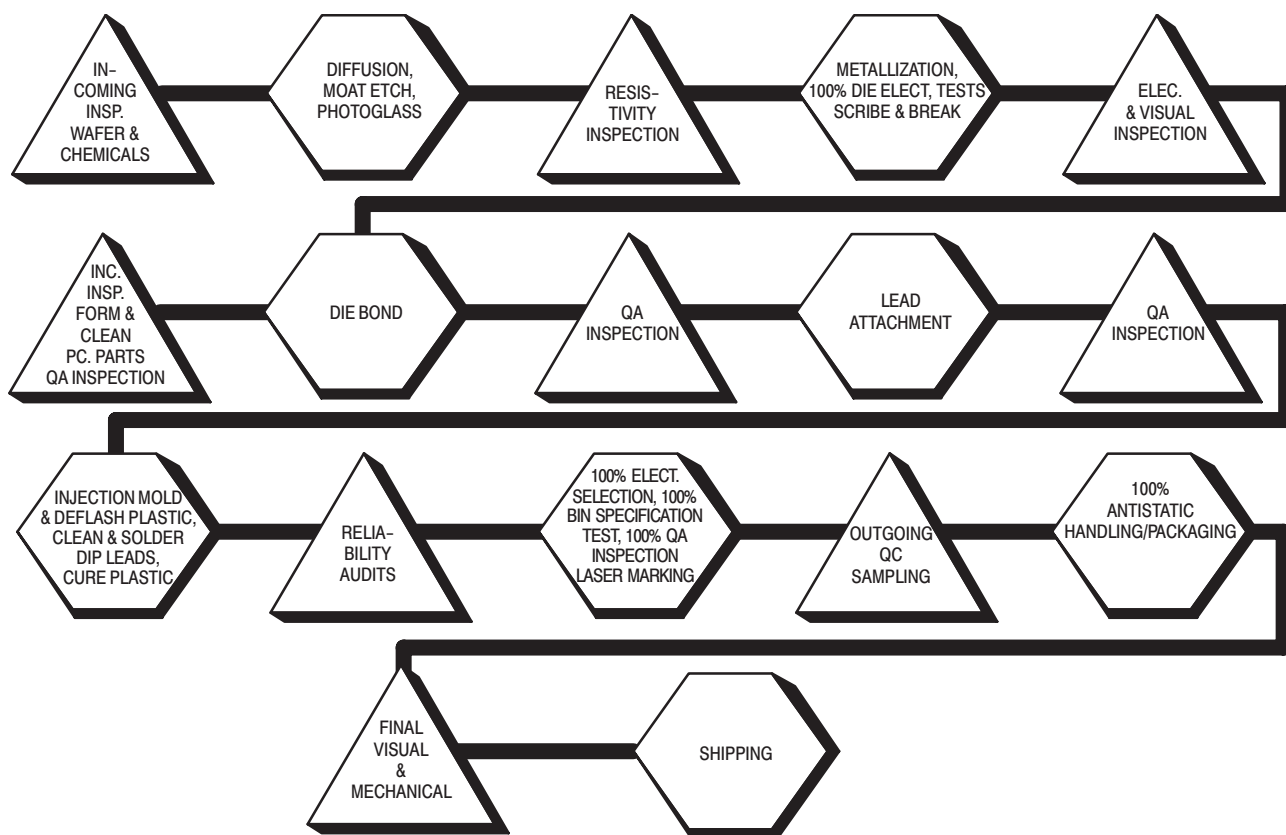 IN-
COMING
INSP.
WAFER &
CHEMICALS
DIFFUSION,
MOAT ETCH,
PHOTOGLASS
RESIS-
TIVITY
INSPECTION
METALLIZATION,
100% DIE ELECT, TESTS
SCRIBE & BREAK
ELEC.
& VISUAL
INSPECTION
INC.
INSP.
FORM &
CLEAN
PC. PARTS
QA INSPECTION
DIE BOND
QA
INSPECTION
LEAD
ATTACHMENT
QA
INSPECTION
INJECTION MOLD
& DEFLASH PLASTIC,
CLEAN & SOLDER
DIP LEADS,
CURE PLASTIC
RELIA-
BILITY
AUDITS
100% ELECT.
SELECTION, 100%
BIN SPECIFICATION
TEST, 100% QA
INSPECTION
LASER MARKING
OUTGOING
QC
SAMPLING
100%
ANTISTATIC
HANDLING/PACKAGING
FINAL
VISUAL
&
MECHANICAL
SHIPPING